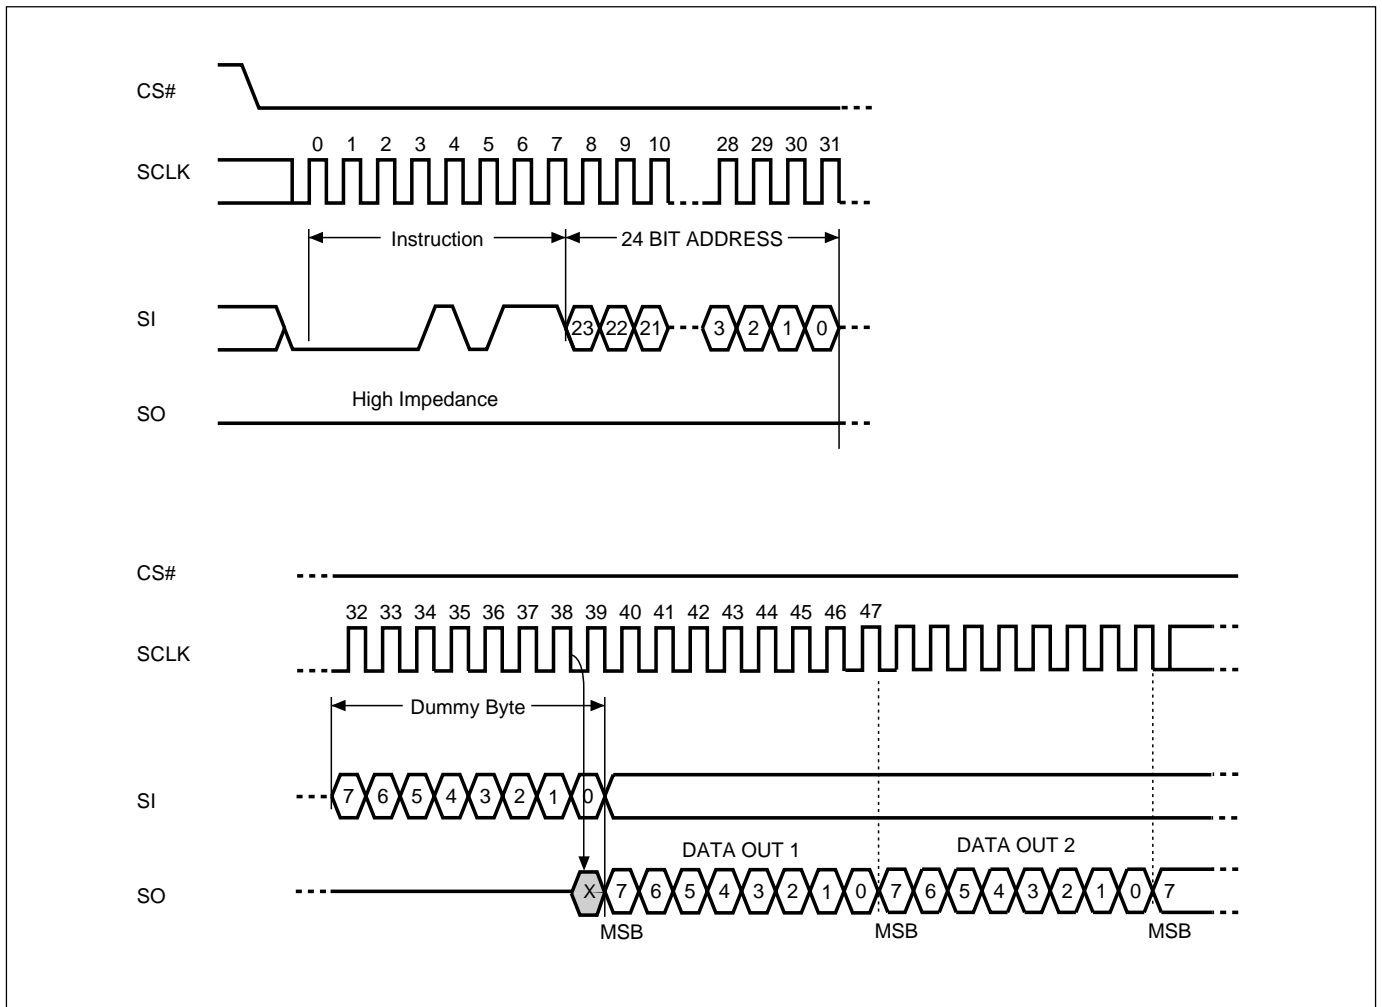 CS#
0 1 2 3 4 5 6 7 8 9 10 28 29 30 31
SCLK
Instruction 24 BIT ADDRESS
SI
23 22 21 3 2 1 0
High Impedance
SO
CS#
32 33 34 35 36 37 38 39 40 41 42 43 44 45 46 47
SCLK
Dummy Byte
SI
7 6 5 4 3 2 1 0
DATA OUT 1 DATA OUT 2
SO
X 7 6 5 4 3 2 1 0 7 6 5 4 3 2 1 0 7
MSB MSB MSB